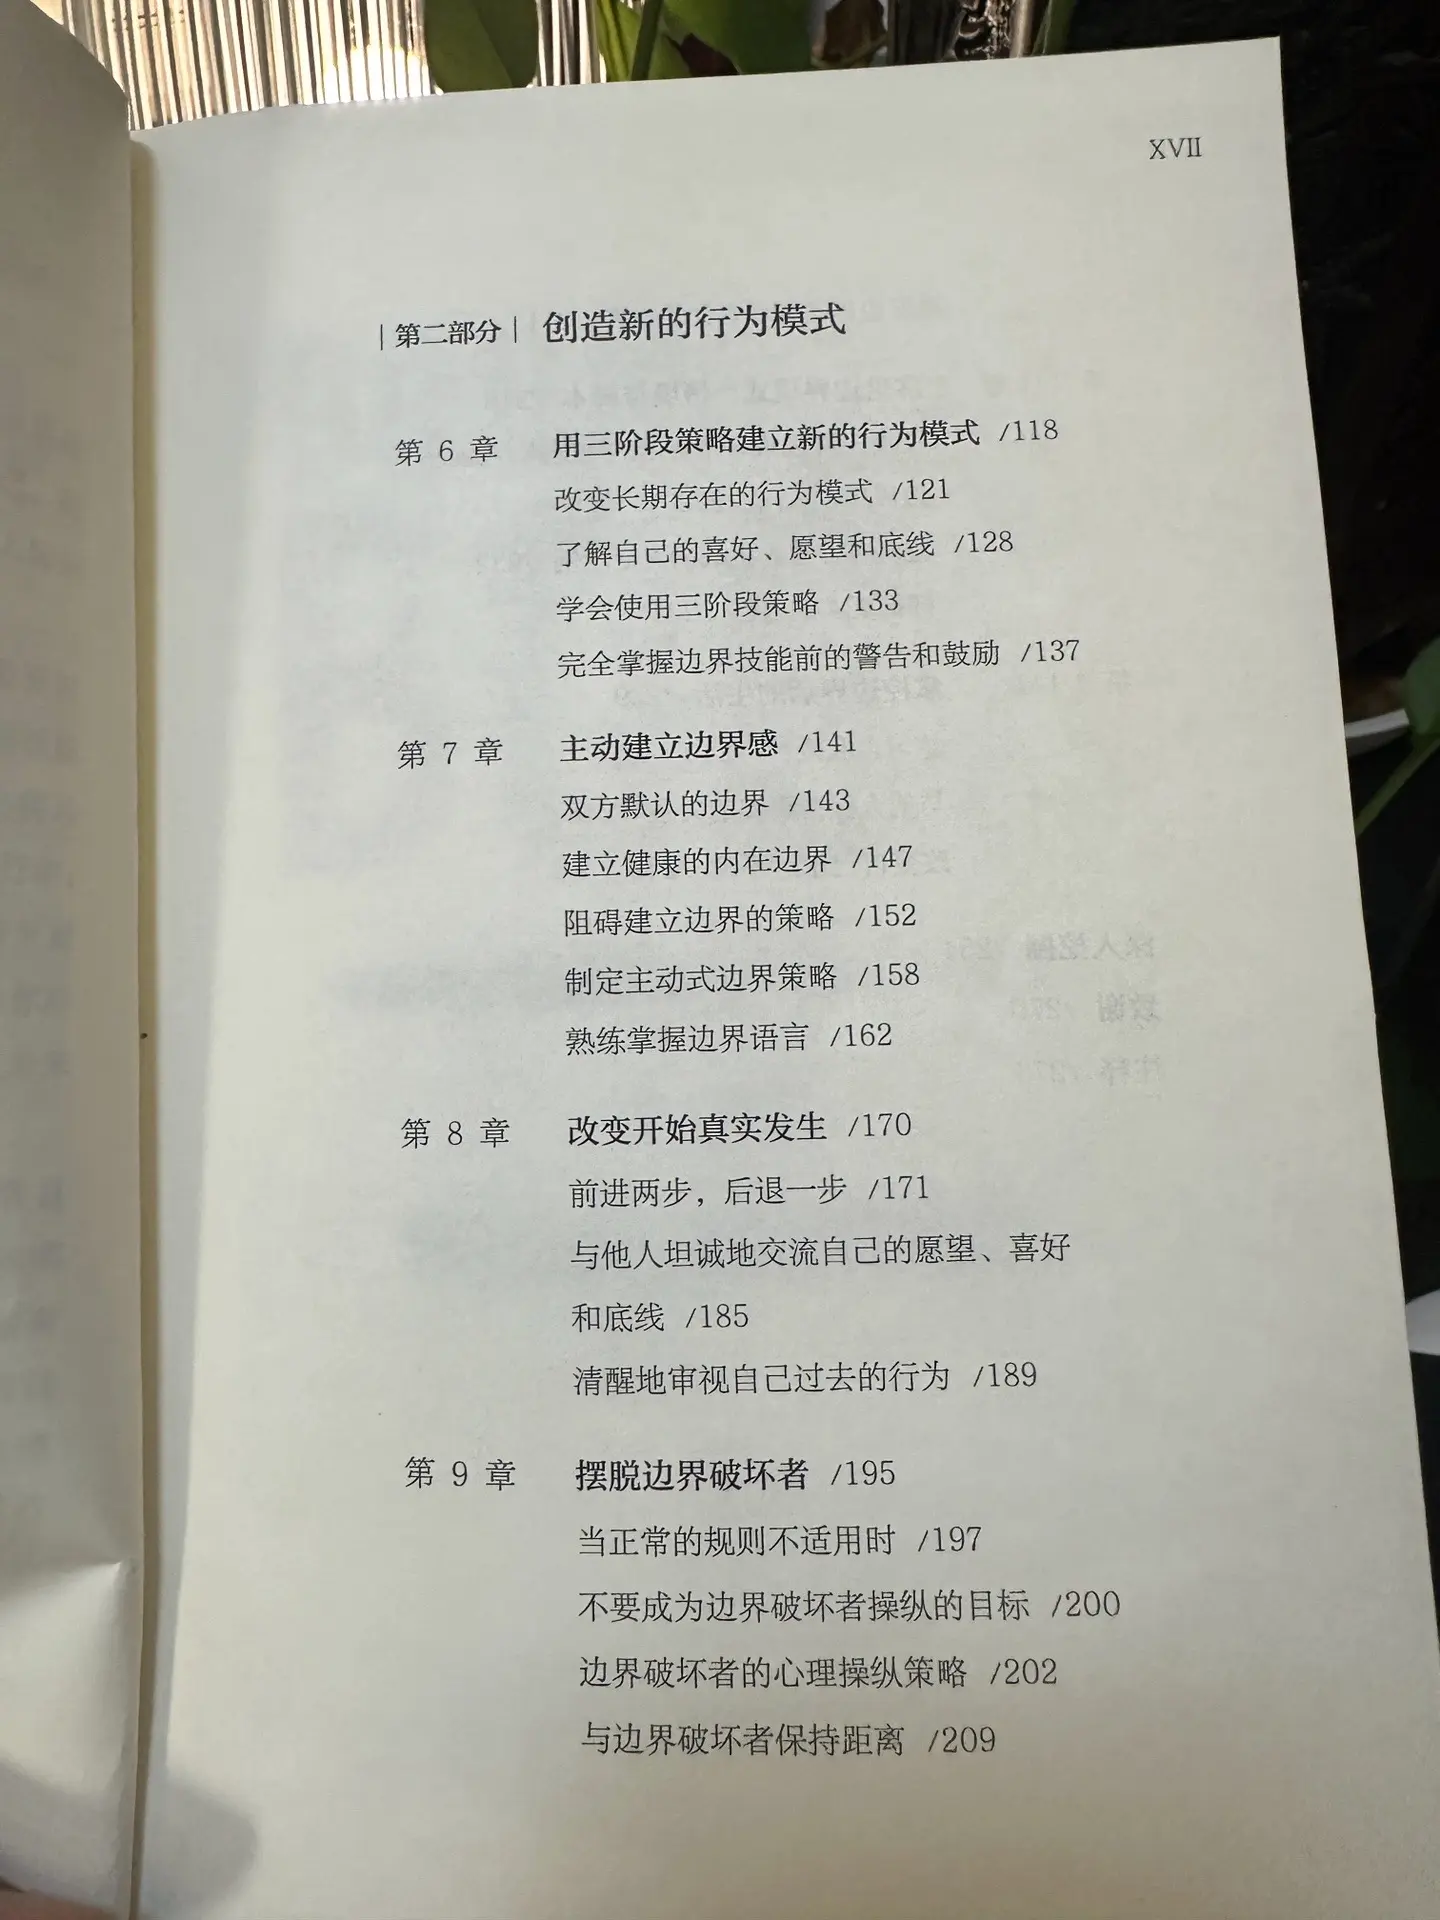 XVII
|第二部分| 创造新的行为模式
第 6 章 用三阶段策略建立新的行为模式 /118
改变长期存在的行为模式 /121
了解自己的喜好、愿望和底线 /128
学会使用三阶段策略 /133
完全掌握边界技能前的警告和鼓励 /137
第 7 章 主动建立边界感 /141
双方默认的边界 /143
建立健康的内在边界 /147
阻碍建立边界的策略 /152
制定主动式边界策略 /158
熟练掌握边界语言 /162
第 8 章 改变开始真实发生 /170
前进两步，后退一步 /171
与他人坦诚地交流自己的愿望、喜好
和底线 /185
清醒地审视自己过去的行为 /189
第 9 章 摆脱边界破坏者 /195
当正常的规则不适用时 /197
不要成为边界破坏者操纵的目标 /200
边界破坏者的心理操纵策略 /202
与边界破坏者保持距离 /209